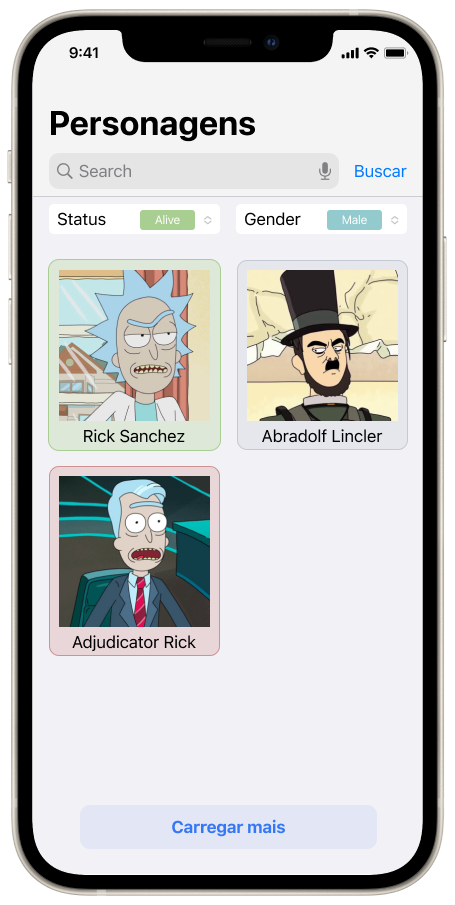 9:41
Personagens
Search
Buscar
Status Alive
Gender Male
Rick Sanchez
Abradolf Lincler
Adjudicator Rick
Carregar mais